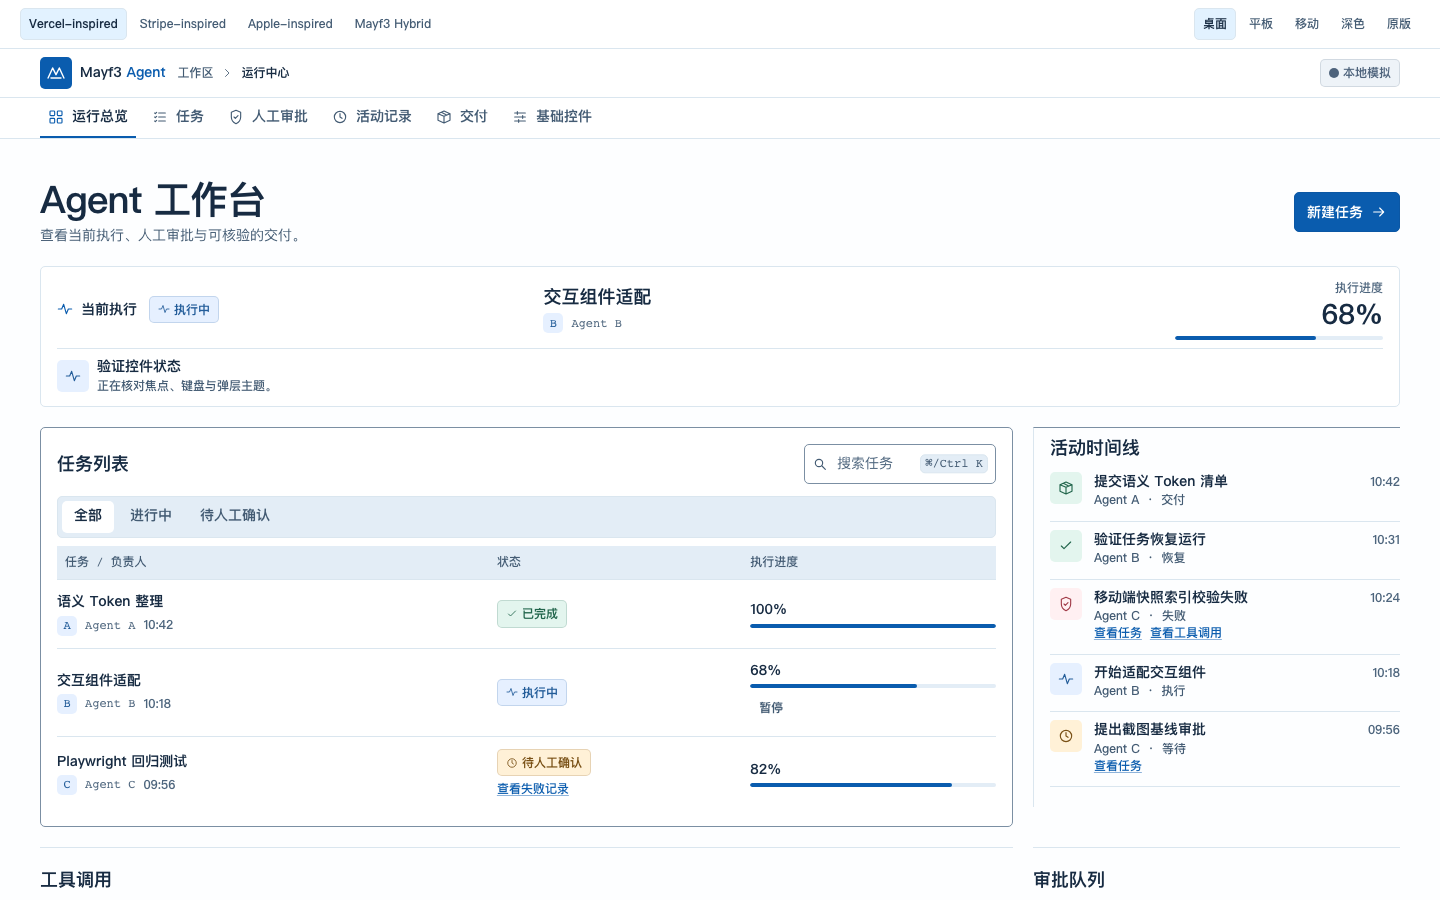 Vercel-inspired Stripe-inspired Apple-inspired Mayf3 Hybrid 桌面 平板 移动 深色 原版
Mayf3 Agent 工作区 > 运行中心 本地模拟
运行总览 任务 人工审批 活动记录 交付 基础控件
Agent 工作台
查看当前执行、人工审批与可核验的交付。
新建任务 →
当前执行 执行中
交互组件适配
B Agent B
执行进度
68%
验证控件状态
正在核对焦点、键盘与弹层主题。
任务列表
搜索任务 ⌘/Ctrl K
全部 进行中 待人工确认
任务 / 负责人 状态 执行进度
语义 Token 整理
A Agent A 10:42
已完成
100%
交互组件适配
B Agent B 10:18
执行中
68%
暂停
Playwright 回归测试
C Agent C 09:56
待人工确认
查看失败记录
82%
活动时间线
提交语义 Token 清单 10:42
Agent A · 交付
验证任务恢复运行 10:31
Agent B · 恢复
移动端快照索引校验失败 10:24
Agent C · 失败
查看任务 查看工具调用
开始适配交互组件 10:18
Agent B · 执行
提出截图基线审批 09:56
Agent C · 等待
查看任务
工具调用
审批队列